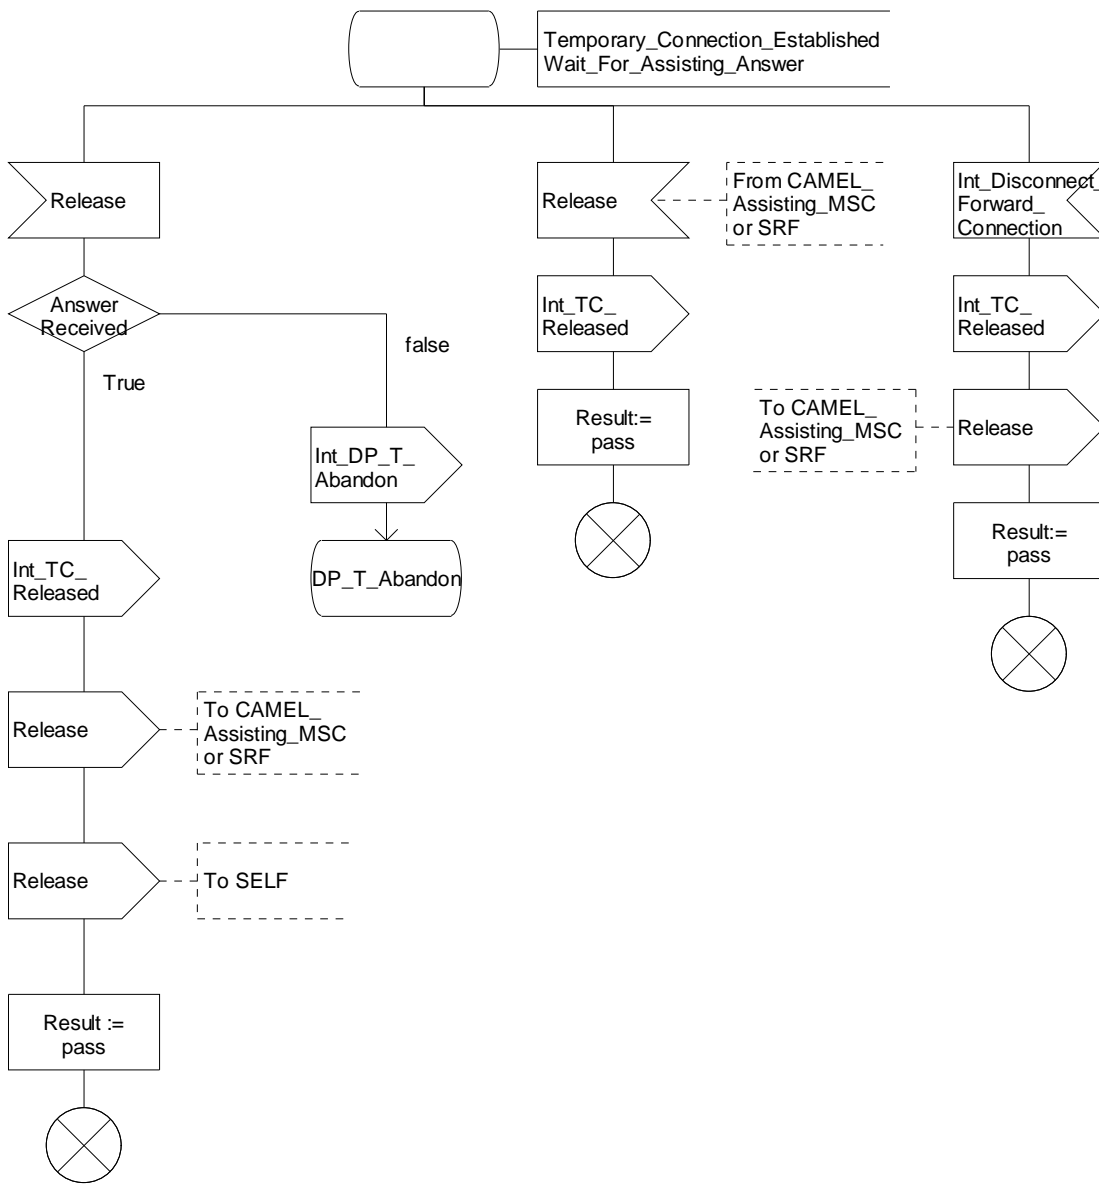 Temporary_Connection_Established
Wait_For_Assisting_Answer
Release
Release
From CAMEL_
Assisting_MSC
or SRF
Int_Disconnect_
Forward_
Connection
Answer
Received
false
True
Int_TC_
Released
Int_TC_
Released
Int_DP_T_
Abandon
Result:=
pass
To CAMEL_
Assisting_MSC
or SRF
Release
Int_TC_
Released
DP_T_Abandon
Result:=
pass
Release
To CAMEL_
Assisting_MSC
or SRF
Release
To SELF
Result :=
pass